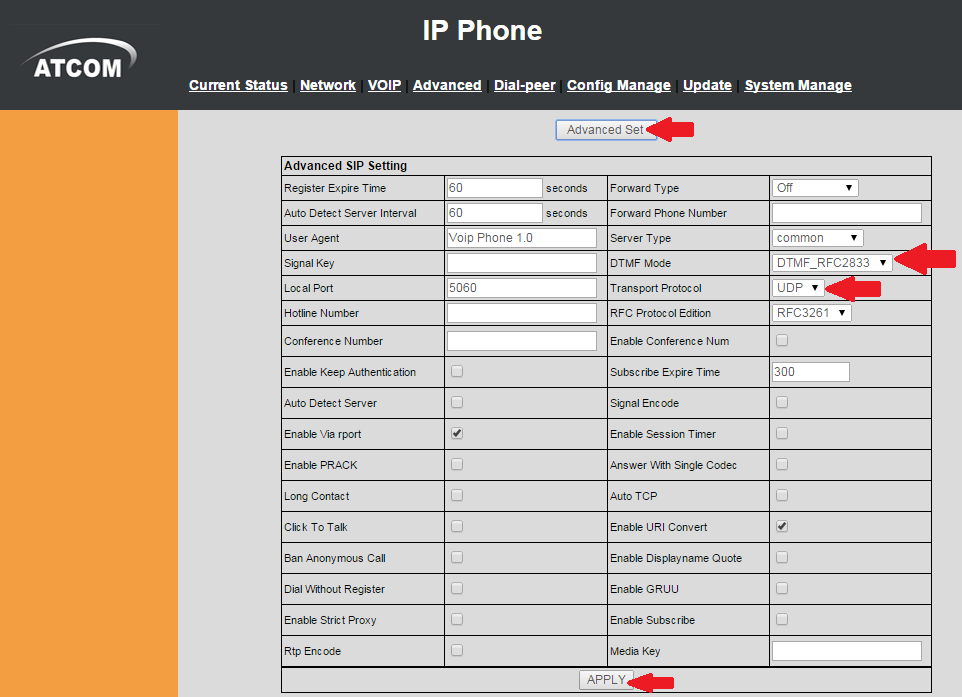 IP Phone
ATCOM
Current Status | Network | VOIP | Advanced | Dial-peer | Config Manage | Update | System Manage
Advanced Set
Advanced SIP Setting
Register Expire Time 60 seconds Forward Type Off
Auto Detect Server Interval 60 seconds Forward Phone Number
User Agent Voip Phone 1.0 Server Type common
Signal Key DTMF Mode DTMF_RFC2833
Local Port 5060 Transport Protocol UDP
Hotline Number RFC Protocol Edition RFC3261
Conference Number Enable Conference Num
Enable Keep Authentication Subscribe Expire Time 300
Auto Detect Server Signal Encode
Enable Via rport Enable Session Timer
Enable PRACK Answer With Single Codec
Long Contact Auto TCP
Click To Talk Enable URI Convert
Ban Anonymous Call Enable Displayname Quote
Dial Without Register Enable GRUU
Enable Strict Proxy Enable Subscribe
Rtp Encode Media Key
APPLY